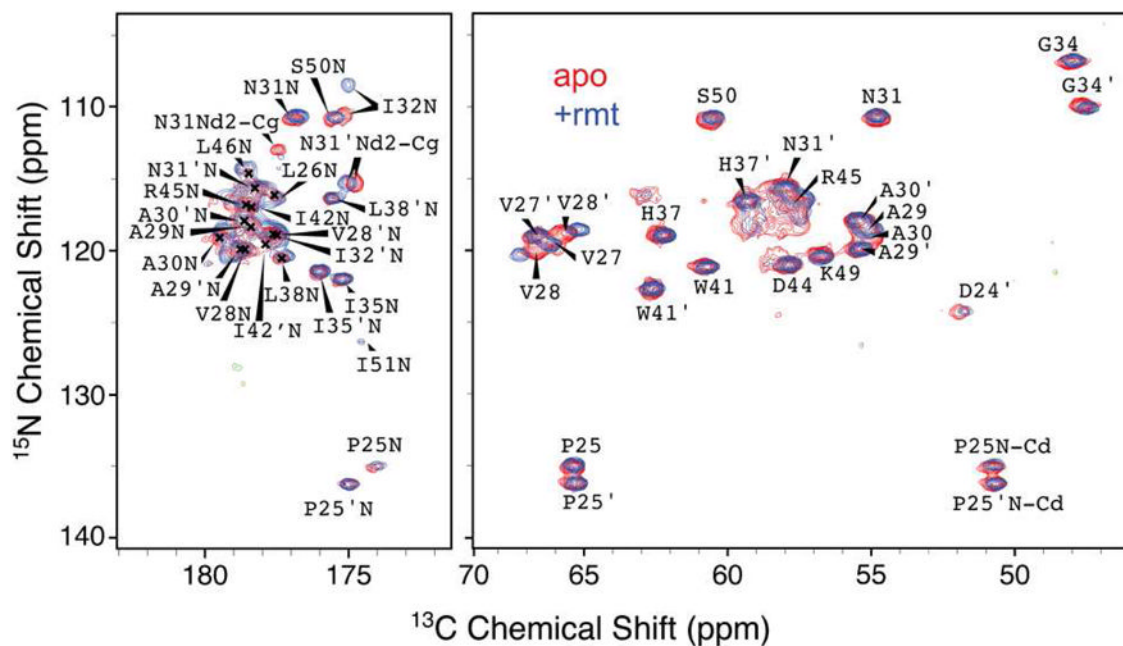 S50N
N31N
I32N
N31Nd2-Cg
L46N
N31'Nd2-Cg
N31'N
L26N
R45N
L38'N
A30'N
I42N
A29N
V28'N
A30N
I32'N
A29'N
L38N
V28N
I35N
I42'N
I35'N
I51N
P25N
P25'N
apo
+rmt
G34
G34'
S50
N31
N31'
H37'
R45
V27'
V28'
A30'
H37
A29
A30
V27
A29'
V28
W41
D44
K49
W41'
D24'
P25
P25N-Cd
P25'
P25'N-Cd
110
120
130
140
180
175
70
65
60
55
50
15N Chemical Shift (ppm)
13C Chemical Shift (ppm)